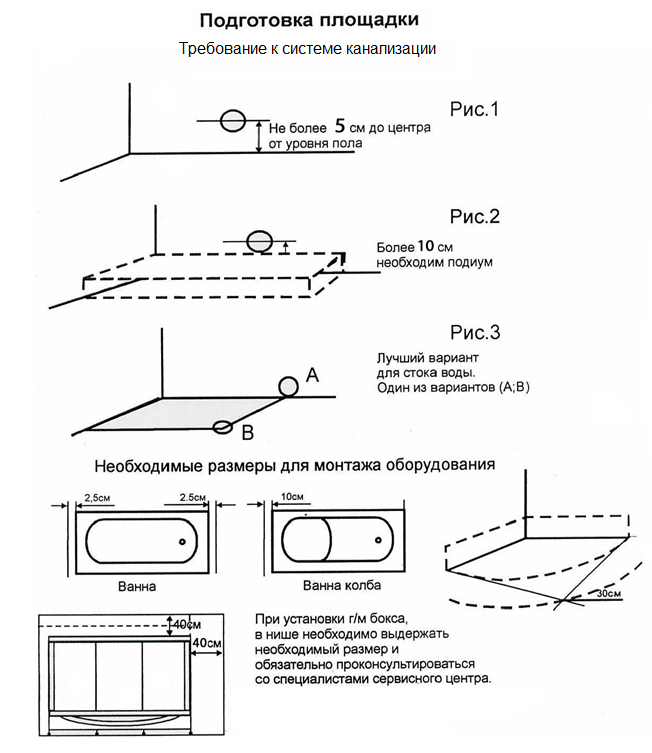 Подготовка площадки
Требование к системе канализации
Рис.1
Не более 5 см до центра
от уровня пола
Рис.2
Более 10 см
необходим подиум
Рис.3
Лучший вариант
для стока воды.
Один из вариантов (А;В)
А
В
Необходимые размеры для монтажа оборудования
2,5см
2.5см
10см
Ванна
Ванна колба
30см
40см
40см
При установки г/м бокса,
в нише необходимо выдержать
необходимый размер и
обязательно проконсультироваться
со специалистами сервисного центра.